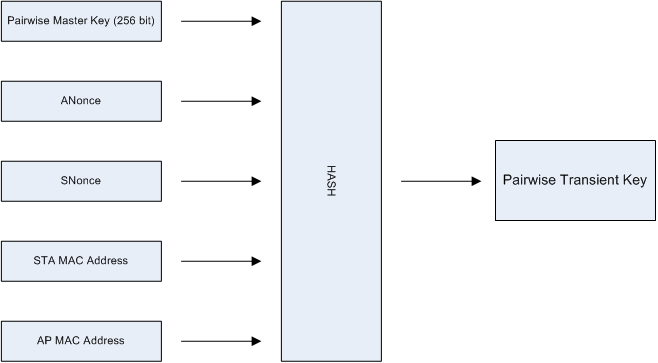 Pairwise Master Key (256 bit)
ANonce
SNonce
STA MAC Address
AP MAC Address
HASH
Pairwise Transient Key